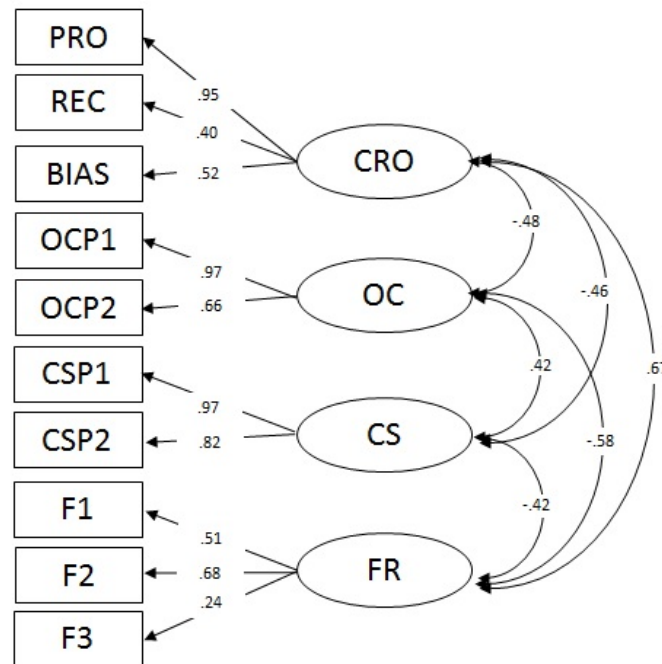 PRO
REC
BIAS
OCP1
OCP2
CSP1
CSP2
F1
F2
F3
.95
.40
.52
.97
.66
.97
.82
.51
.68
.24
CRO
OC
CS
FR
-.48
-.46
.42
.67
-.58
-.42